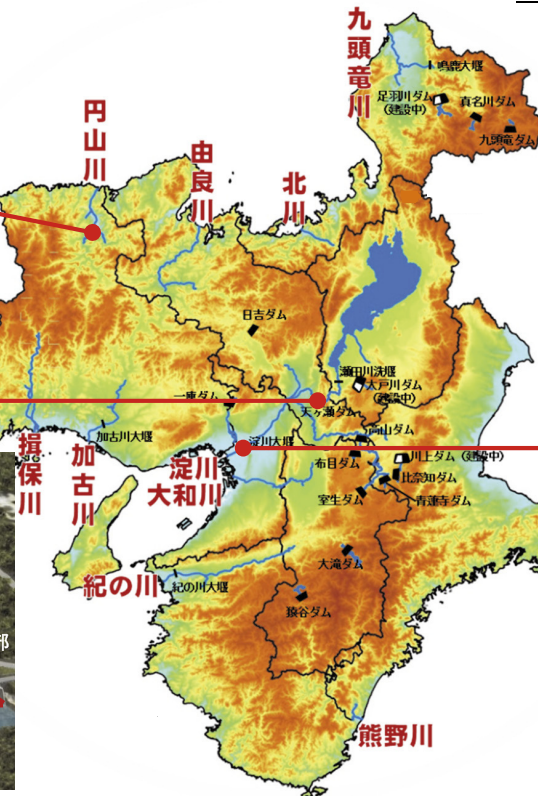 九頭竜川
鳴鹿大堰
足羽川ダム
(建設中)
真名川ダム
九頭竜ダム
円山川
由良川
北川
日吉ダム
瀬田川洗堰
大戸川ダム
(建設中)
一庫ダム
天ヶ瀬ダム
高山ダム
加古川大堰
淀川大堰
布目ダム
川上ダム (建設中)
比奈知ダム
青蓮寺ダム
室生ダム
揖保川
加古川
淀川
大和川
大滝ダム
紀の川
紀の川大堰
猿谷ダム
部
熊野川